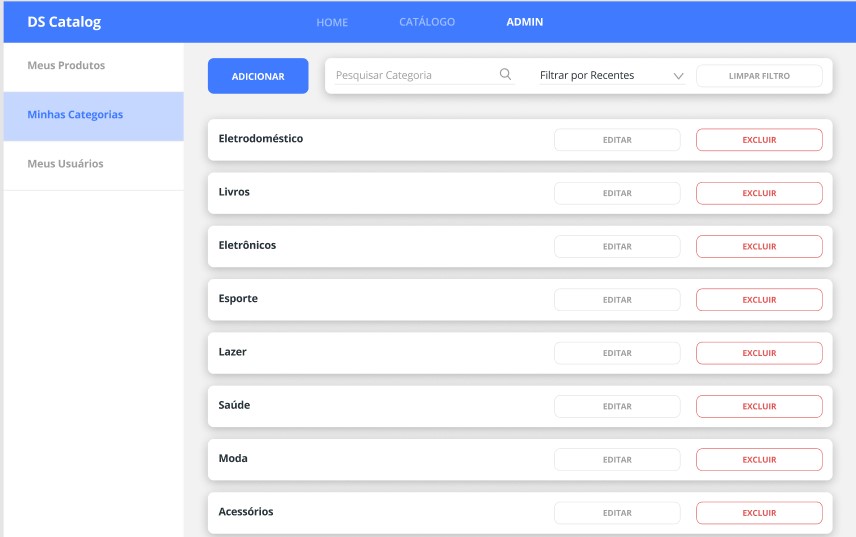 DS Catalog
HOME CATÁLOGO ADMIN
Meus Produtos
Minhas Categorias
Meus Usuários
ADICIONAR
Pesquisar Categoria
Filtrar por Recentes
LIMPAR FILTRO
Eletrodoméstico EDITAR EXCLUIR
Livros EDITAR EXCLUIR
Eletrônicos EDITAR EXCLUIR
Esporte EDITAR EXCLUIR
Lazer EDITAR EXCLUIR
Saúde EDITAR EXCLUIR
Moda EDITAR EXCLUIR
Acessórios EDITAR EXCLUIR